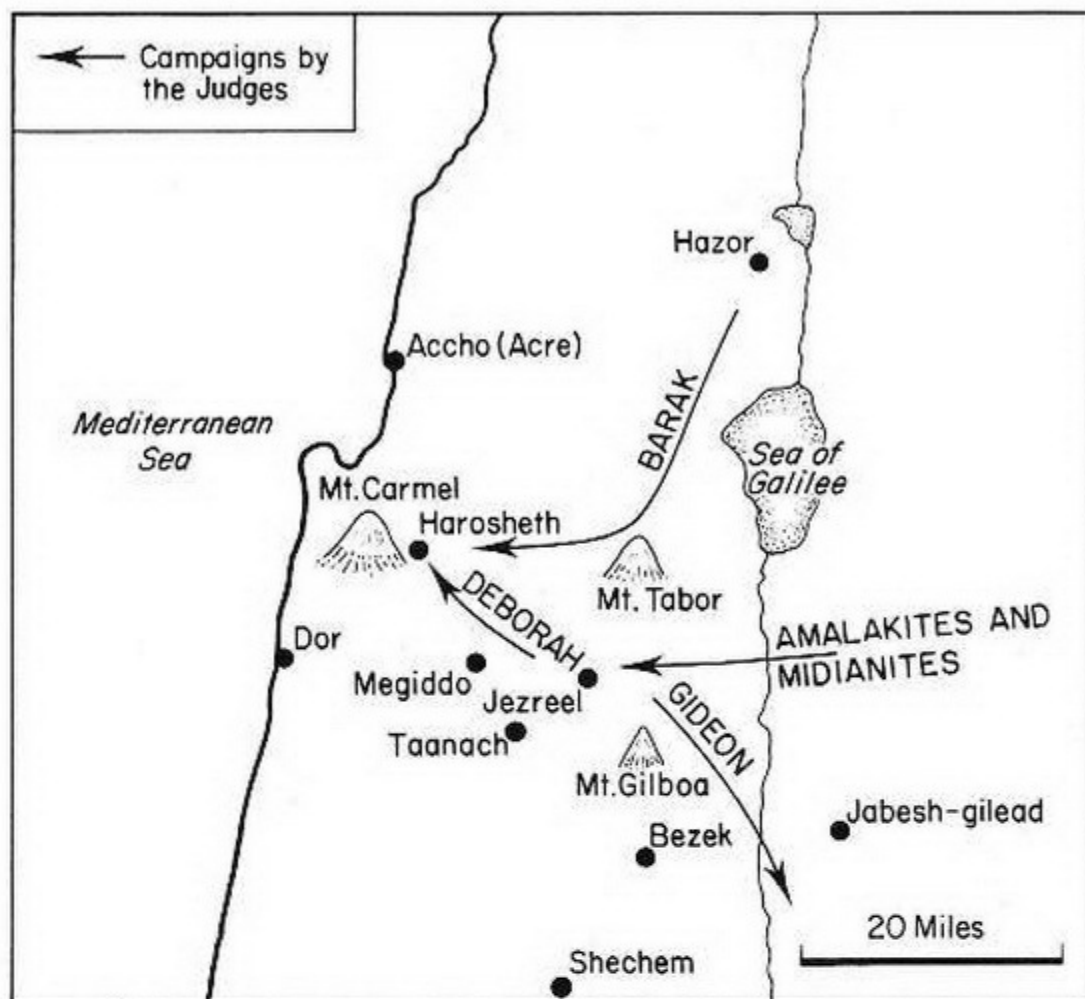 Campaigns by
the Judges
Hazor
Accho (Acre)
BARAK
Mediterranean
Sea
Sea of
Galilee
Mt. Carmel
Harosheth
Mt. Tabor
DEBORAH
AMALAKITES AND
MIDIANITES
Dor
Megiddo
Jezreel
GIDEON
Taanach
Mt. Gilboa
Jabesh-gilead
Bezek
20 Miles
Shechem